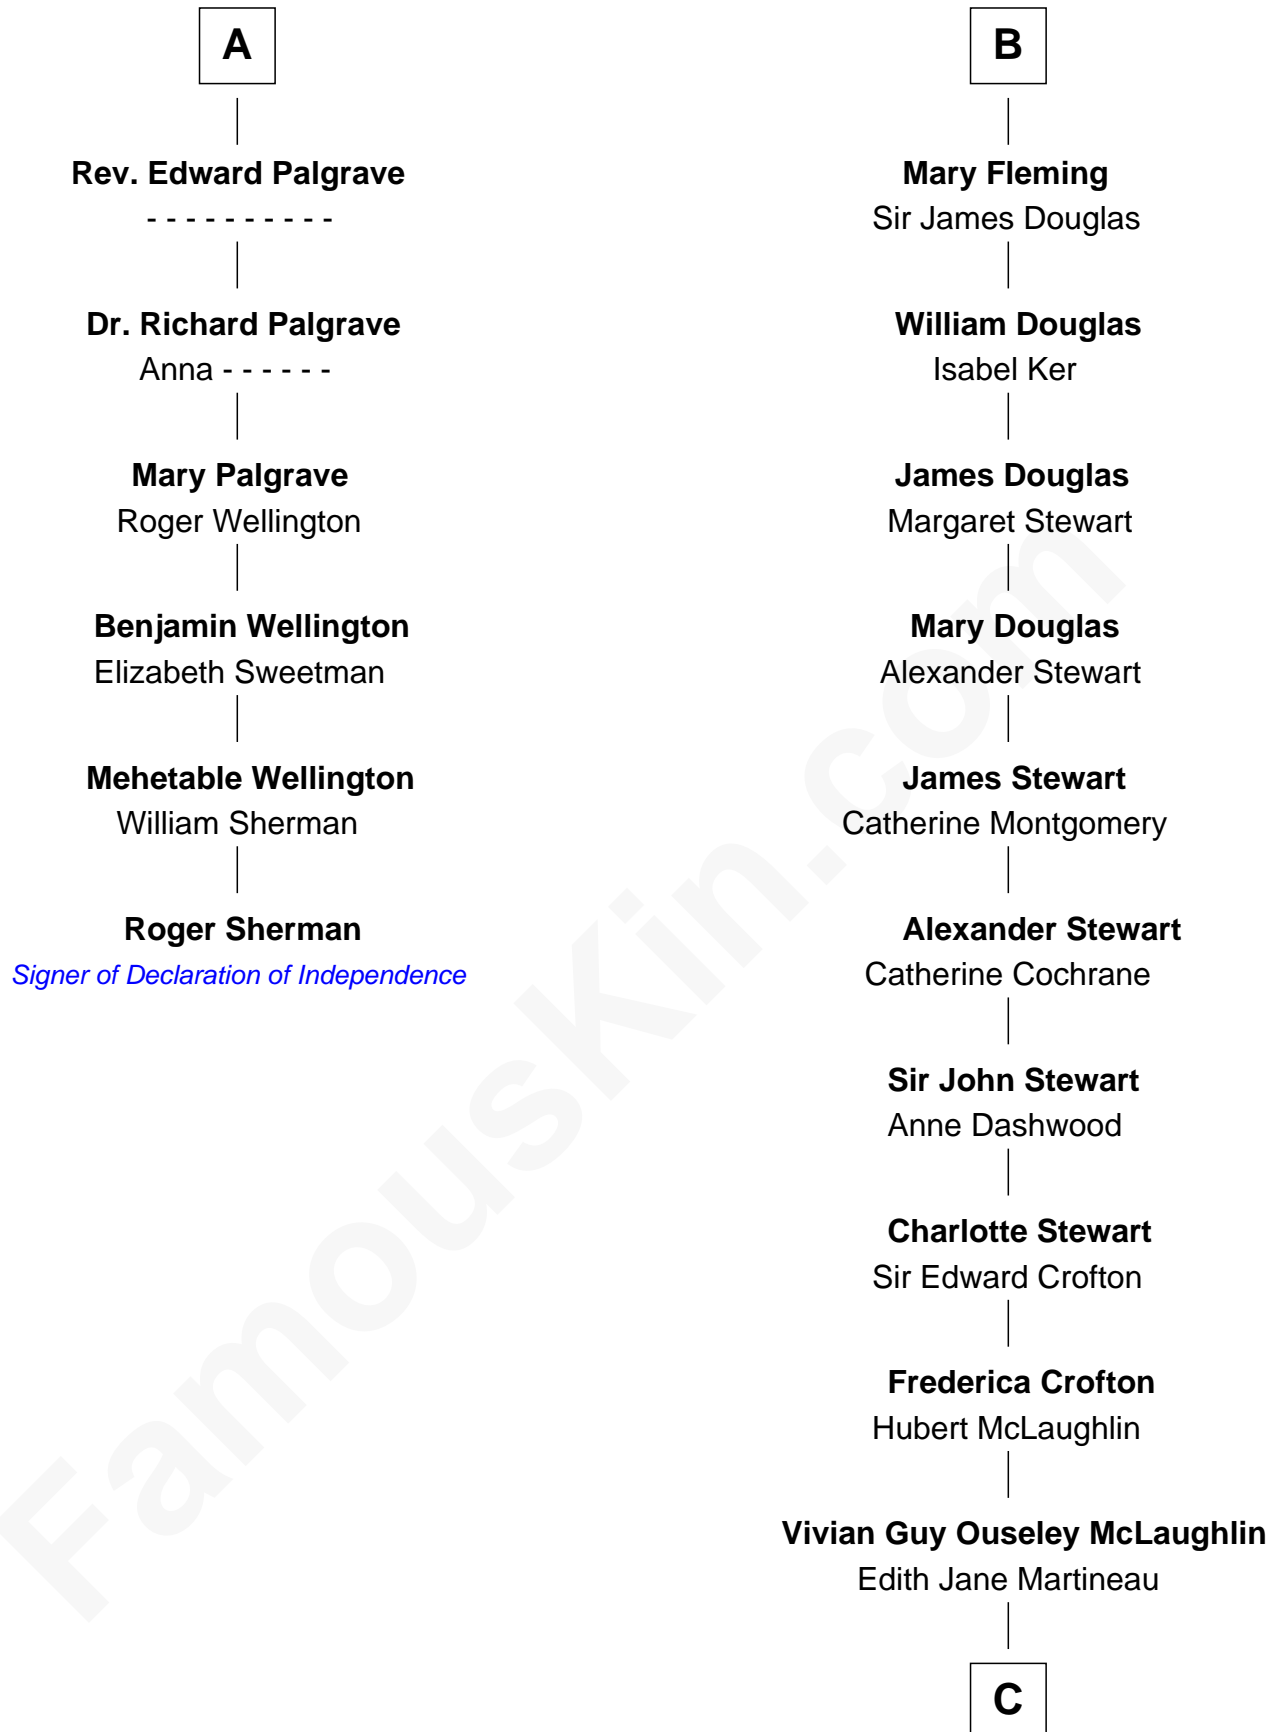 A
Rev. Edward Palgrave
- - - - - - - - - -
Dr. Richard Palgrave
Anna - - - - - -
Mary Palgrave
Roger Wellington
Benjamin Wellington
Elizabeth Sweetman
Mehetable Wellington
William Sherman
Roger Sherman
Signer of Declaration of Independence
B
Mary Fleming
Sir James Douglas
William Douglas
Isabel Ker
James Douglas
Margaret Stewart
Mary Douglas
Alexander Stewart
James Stewart
Catherine Montgomery
Alexander Stewart
Catherine Cochrane
Sir John Stewart
Anne Dashwood
Charlotte Stewart
Sir Edward Crofton
Frederica Crofton
Hubert McLaughlin
Vivian Guy Ouseley McLaughlin
Edith Jane Martineau
C
FamousKin.com